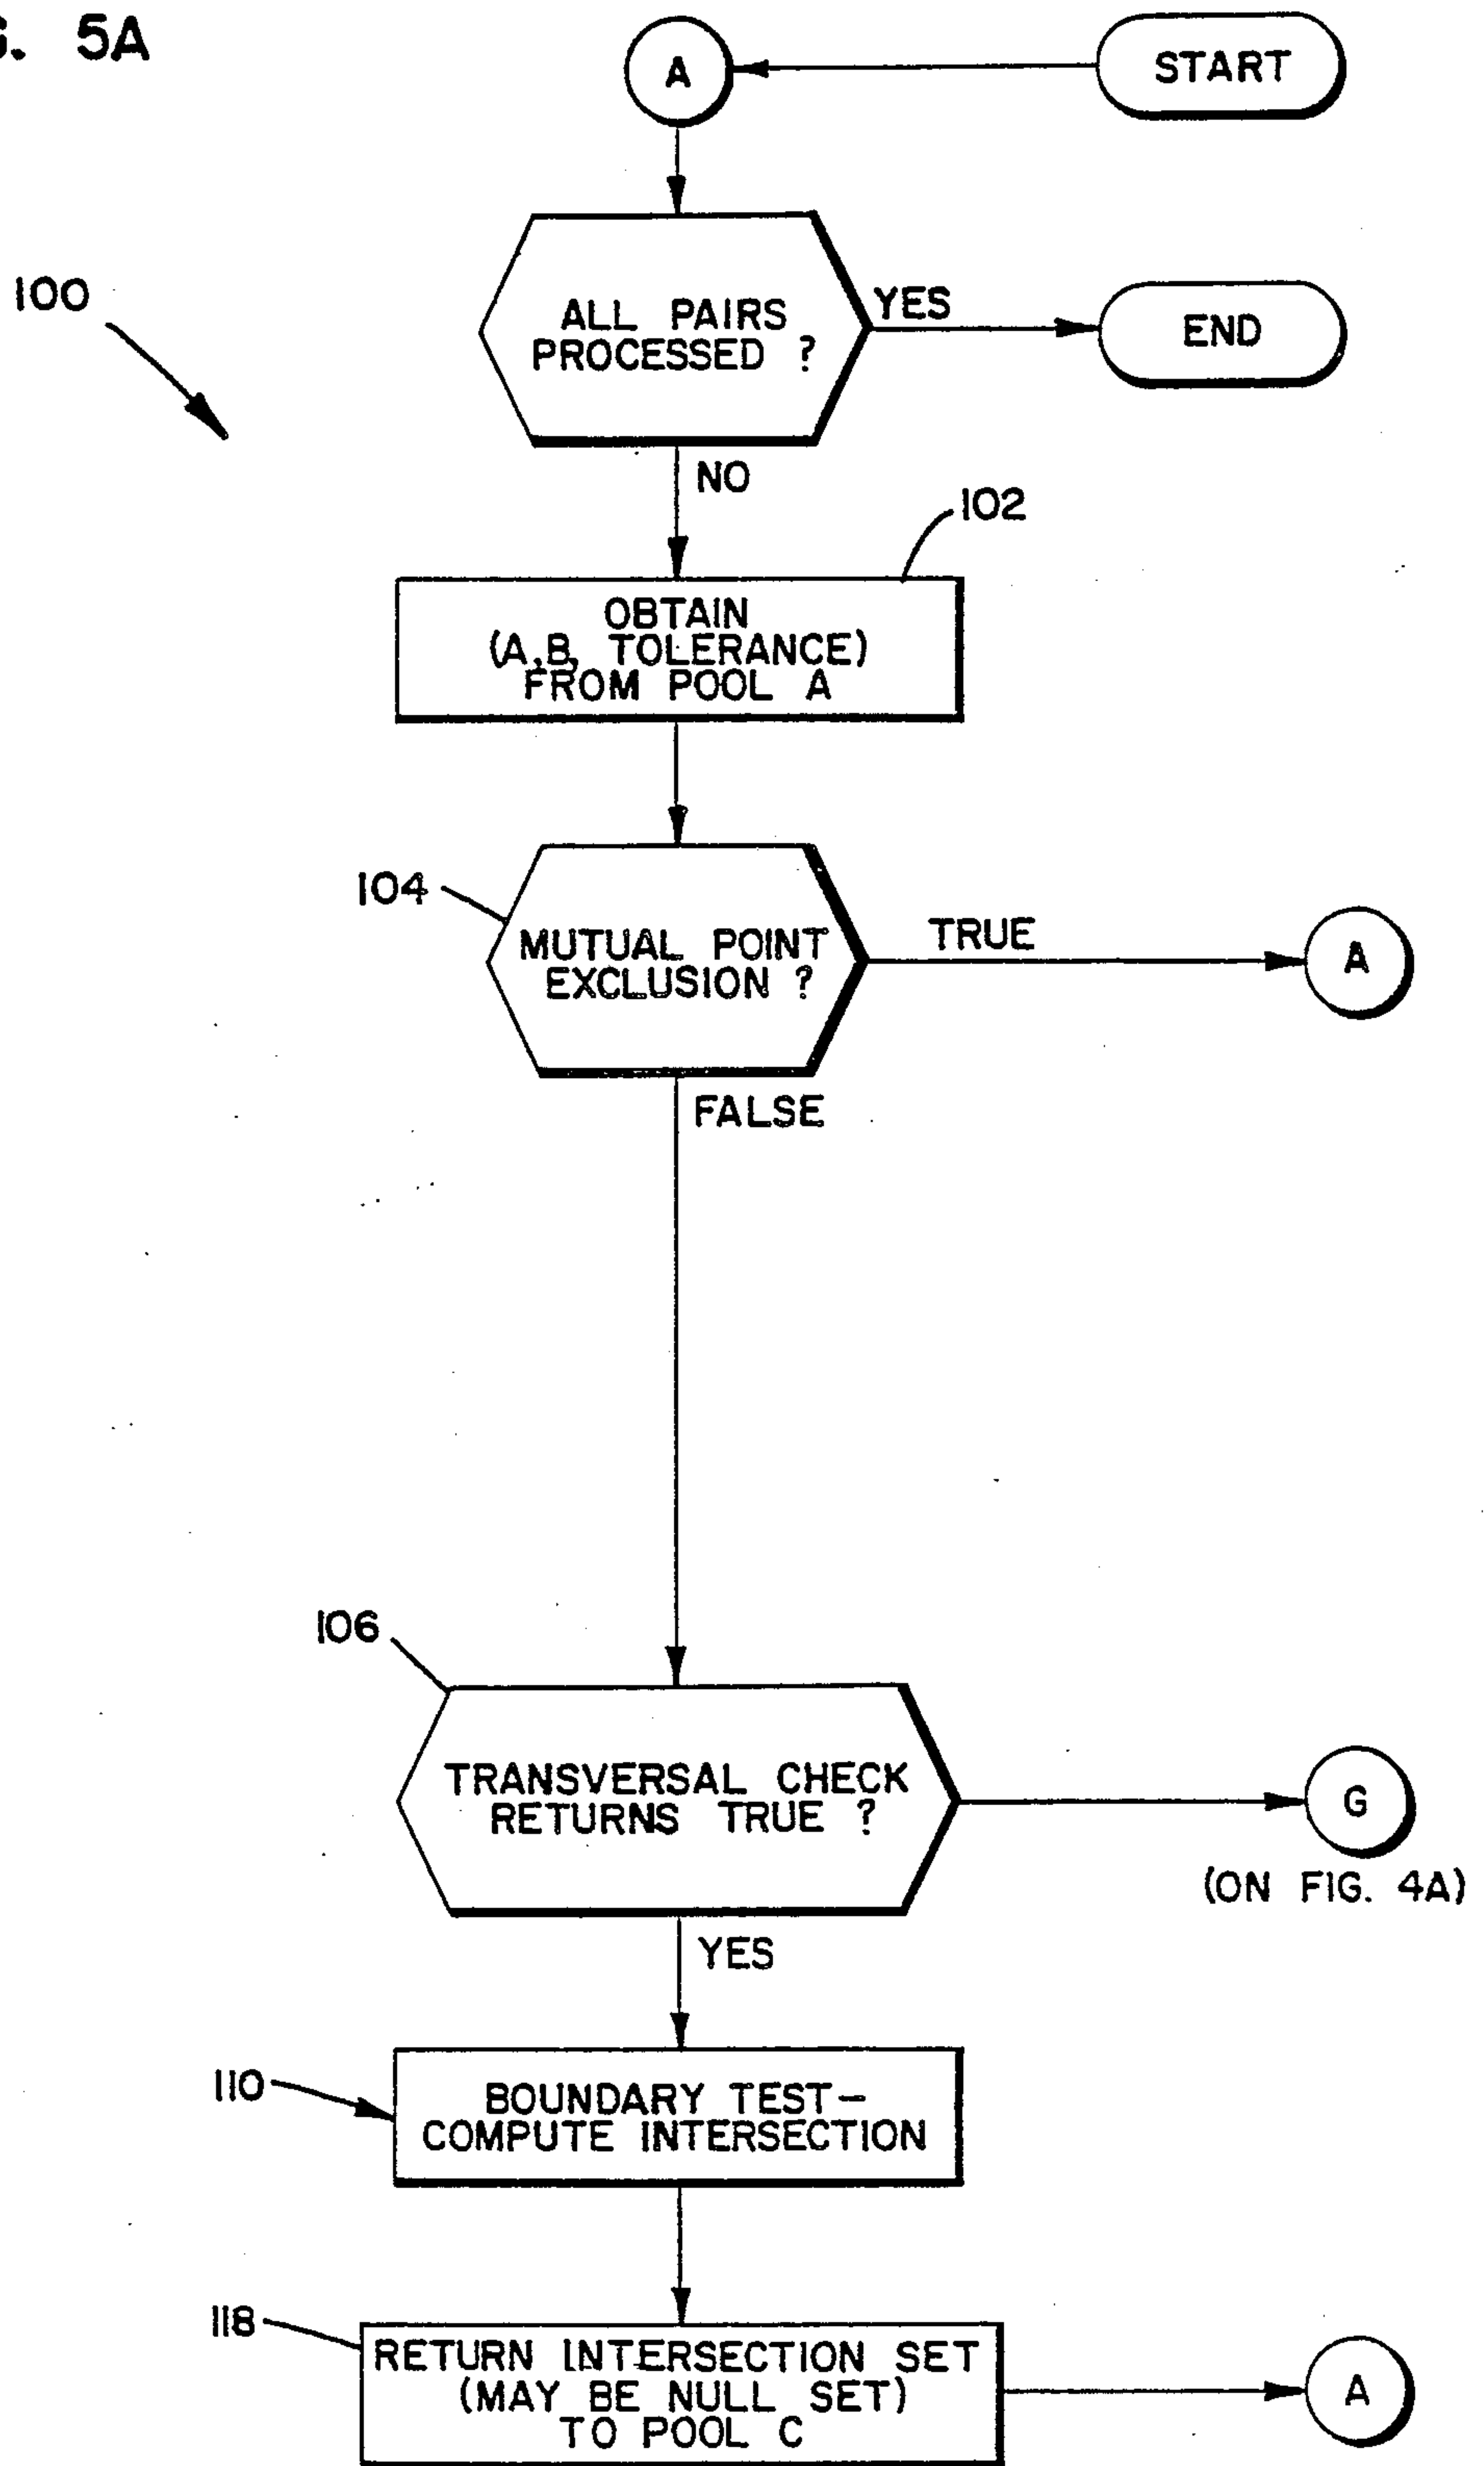 5A
A
START
100
ALL PAIRS
PROCESSED ?
YES
END
NO
102
OBTAIN
(A,B, TOLERANCE)
FROM POOL A
104
MUTUAL POINT
EXCLUSION ?
TRUE
A
FALSE
106
TRANSVERSAL CHECK
RETURNS TRUE ?
G
(ON FIG. 4A)
YES
110
BOUNDARY TEST–
COMPUTE INTERSECTION
118
RETURN INTERSECTION SET
(MAY BE NULL SET)
TO POOL C
A